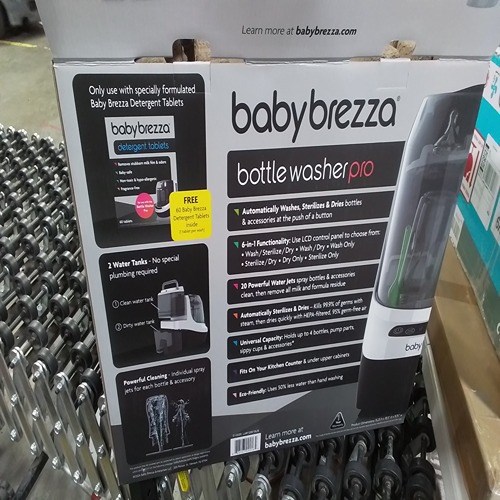 Learn more at babybrezza.com
Only use with specially formulated
Baby Brezza Detergent Tablets
babybrezza
detergent tablets
FREE
60 Baby Brezza
Detergent Tablets
inside
2 Water Tanks - No special
plumbing required
1 Clean water tank
2 Dirty water tank
Powerful Cleaning - Individual spray
jets for each bottle & accessory
babybrezza
bottle washer pro
Automatically Washes, Sterilizes & Dries bottles
& accessories at the push of a button
6-in-1 Functionality: Use LCD control panel to choose from:
• Wash/Sterilize/Dry • Wash/Dry • Wash Only
• Sterilize/Dry • Dry Only • Sterilize Only
20 Powerful Water Jets spray bottles & accessories
clean, then remove all milk and formula residue
Automatically Sterilizes & Dries - Kills 99.9% of germs with
steam, then dries quickly with HEPA-filtered, 95% germ-free air
Universal Capacity: Holds up to 4 bottles, pump parts,
sippy cups & accessories*
Fits On Your Kitchen Counter & under upper cabinets
Eco-Friendly: Uses 50% less water than hand washing
Learn more at
babybrezza.com
baby